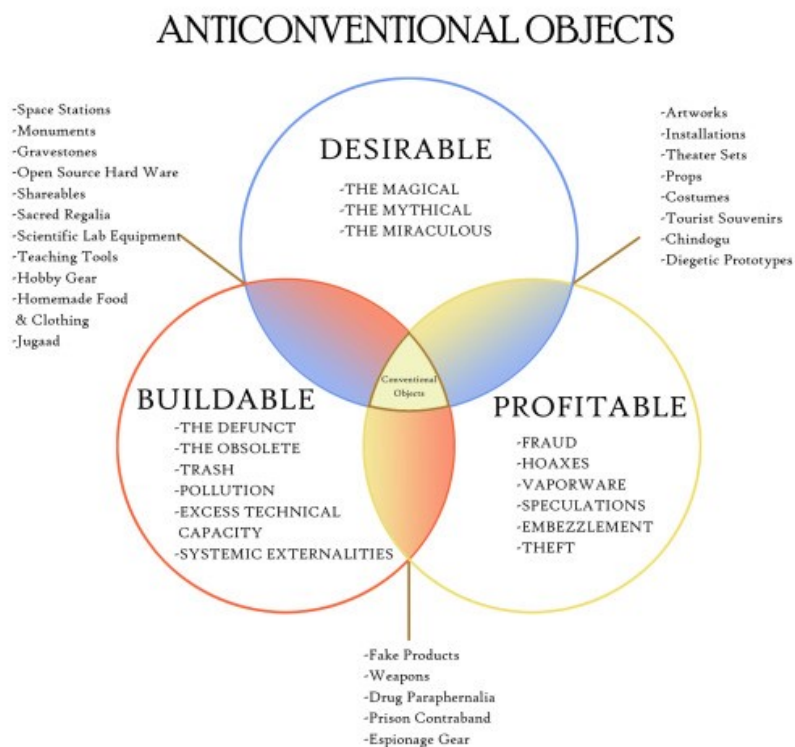 ANTICONVENTIONAL OBJECTS
-Space Stations
-Monuments
-Gravestones
-Open Source Hard Ware
-Shareables
-Sacred Regalia
-Scientific Lab Equipment
-Teaching Tools
-Hobby Gear
-Homemade Food
& Clothing
-Jugaad
DESIRABLE
-THE MAGICAL
-THE MYTHICAL
-THE MIRACULOUS
-Artworks
-Installations
-Theater Sets
-Props
-Costumes
-Tourist Souvenirs
-Chindogu
-Diegetic Prototypes
Conventional
Objects
BUILDABLE
-THE DEFUNCT
-THE OBSOLETE
-TRASH
-POLLUTION
-EXCESS TECHNICAL
CAPACITY
-SYSTEMIC EXTERNALITIES
PROFITABLE
-FRAUD
-HOAXES
-VAPORWARE
-SPECULATIONS
-EMBEZZLEMENT
-THEFT
-Fake Products
-Weapons
-Drug Paraphernalia
-Prison Contraband
-Espionage Gear